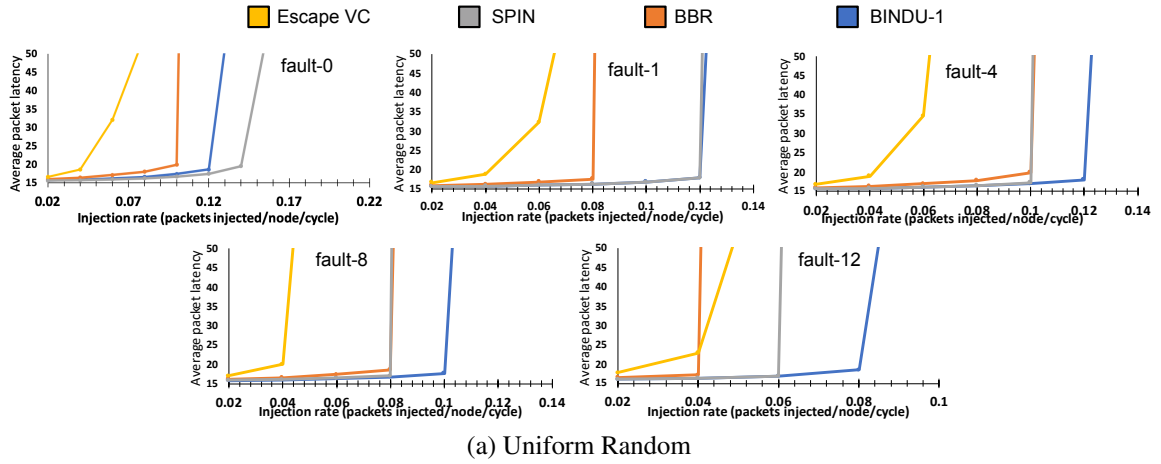 Escape VC SPIN BBR BINDU-1
fault-0
Average packet latency
50
45
40
35
30
25
20
15
0.02 0.07 0.12 0.17 0.22
Injection rate (packets injected/node/cycle)
fault-1
Average packet latency
50
45
40
35
30
25
20
15
0.02 0.04 0.06 0.08 0.1 0.12 0.14
Injection rate (packets injected/node/cycle)
fault-4
Average packet latency
50
45
40
35
30
25
20
15
0.02 0.04 0.06 0.08 0.1 0.12 0.14
Injection rate (packets injected/node/cycle)
fault-8
Average packet latency
50
45
40
35
30
25
20
15
0.02 0.04 0.06 0.08 0.1 0.12 0.14
Injection rate (packets injected/node/cycle)
fault-12
Average packet latency
50
45
40
35
30
25
20
15
0.02 0.04 0.06 0.08 0.1
Injection rate (packets injected/node/cycle)
(a) Uniform Random